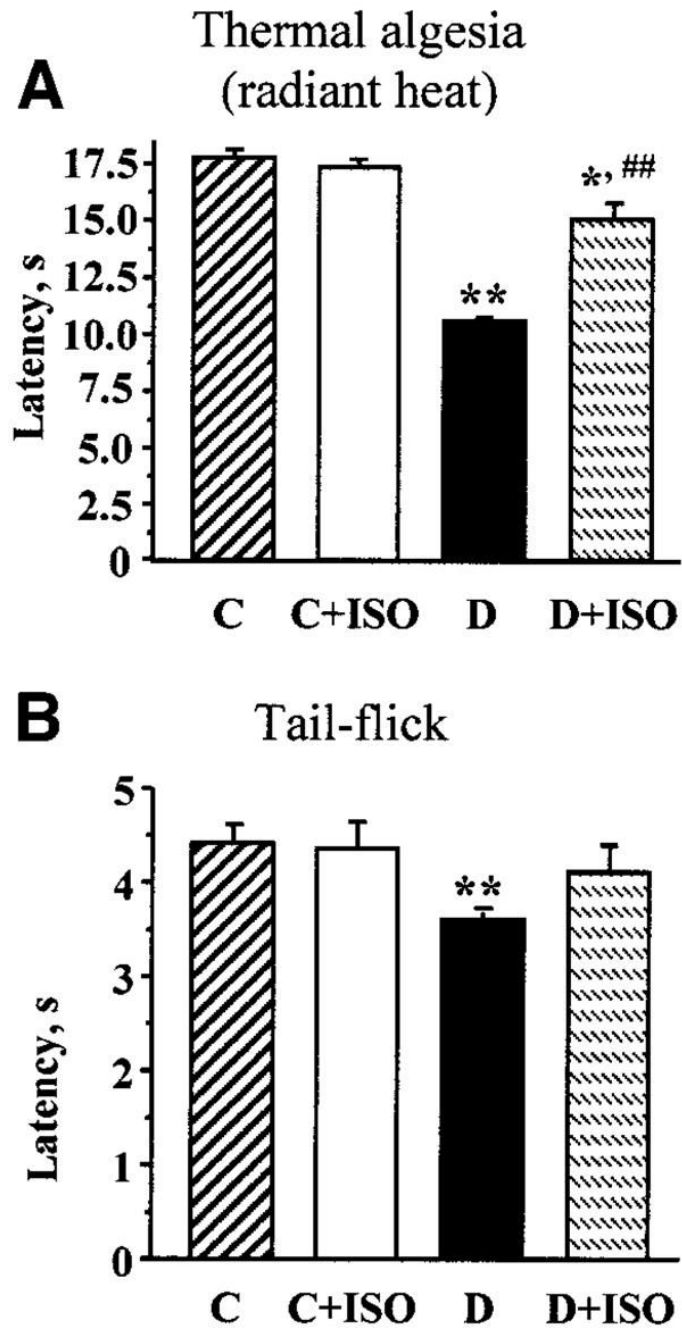 Thermal algesia
A
(radiant heat)
17.5
15.0
12.5
10.0
7.5
5.0
2.5
0
Latency, s
**
*, ##
C C+ISO D D+ISO
B
Tail-flick
5
4
3
2
1
0
Latency, s
**
C C+ISO D D+ISO